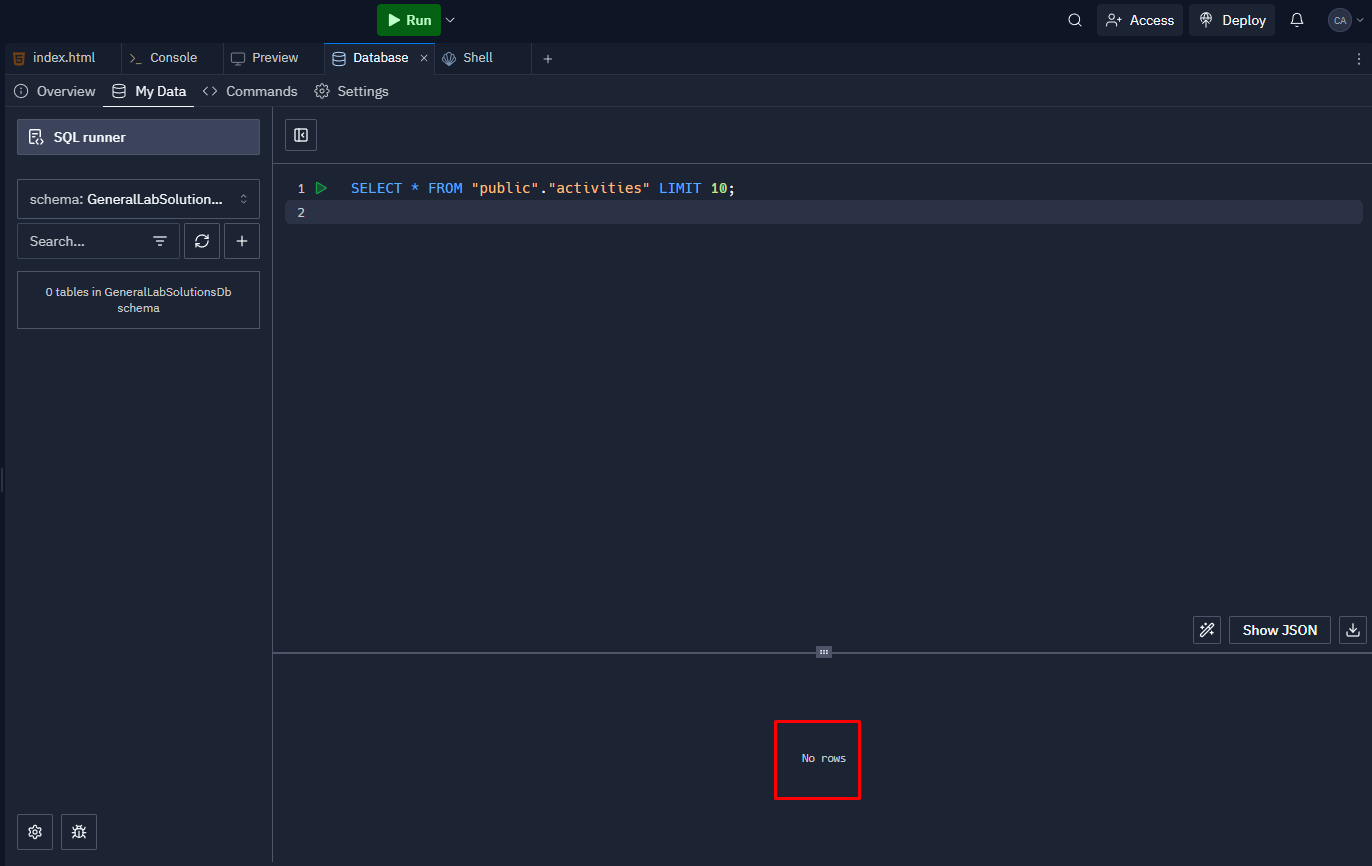 Run
Access
Deploy
CA
index.html
Console
Preview
Database
Shell
Overview
My Data
Commands
Settings
SQL runner
schema: GeneralLabSolution...
Search...
0 tables in GeneralLabSolutionsDb
schema
1 SELECT * FROM "public"."activities" LIMIT 10;
2
Show JSON
No rows